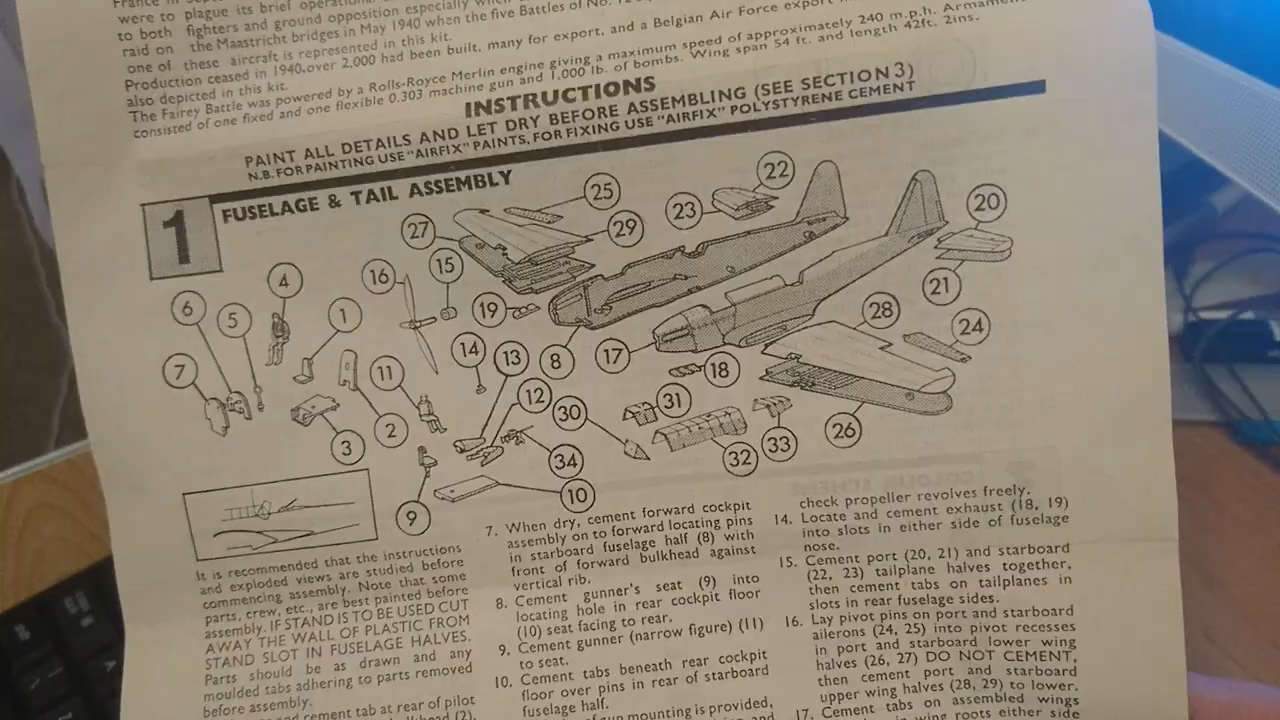 were to plague its brief
to both fighters and ground opposition especially
raid on the Maastricht bridges in May 1940 when the five Battles of No.
one of these aircraft is represented in this kit.
Production ceased in 1940, over 2,000 had been built, many for export, and a Belgian Air Force export
also depicted in this kit.
The Fairey Battle was powered by a Rolls-Royce Merlin engine giving a maximum speed of approximately 240 m.p.h.
consisted of one fixed and one flexible 0.303 machine gun and 1,000 lb. of bombs. Wing span 54 ft. and length 42ft. 2ins.
INSTRUCTIONS
PAINT ALL DETAILS AND LET DRY BEFORE ASSEMBLING (SEE SECTION 3)
N.B. FOR PAINTING USE "AIRFIX" PAINTS, FOR FIXING USE "AIRFIX" POLYSTYRENE CEMENT
1
FUSELAGE & TAIL ASSEMBLY
22
25
23
20
27
29
15
16
4
21
28
19
6
5
1
24
14
13
8
17
18
7
11
12
31
30
2
3
26
33
32
34
10
9
It is recommended that the instructions
and exploded views are studied before
commencing assembly. Note that some
parts, crew, etc., are best painted before
assembly. IF STAND IS TO BE USED CUT
AWAY THE WALL OF PLASTIC FROM
STAND SLOT IN FUSELAGE HALVES.
Parts should be as drawn and any
moulded tabs adhering to parts removed
before assembly.
cement tab at rear of pilot
(2),
7. When dry, cement forward cockpit
assembly on to forward locating pins
in starboard fuselage half (8) with
front of forward bulkhead against
vertical rib.
8. Cement gunner's seat (9) into
locating hole in rear cockpit floor
(10) seat facing to rear.
9. Cement gunner (narrow figure) (11)
to seat.
10. Cement tabs beneath rear cockpit
floor over pins in rear of starboard
fuselage half.
gun mounting is provided,
and
check propeller revolves freely.
14. Locate and cement exhaust (18, 19)
into slots in either side of fuselage
nose.
15. Cement port (20, 21) and starboard
(22, 23) tailplane halves together,
then cement tabs on tailplanes in
slots in rear fuselage sides.
16. Lay pivot pins on port and starboard
ailerons (24, 25) into pivot recesses
in port and starboard lower wing
halves (26, 27) DO NOT CEMENT,
then cement port and starboard
upper wing halves (28, 29) to lower.
17. Cement tabs on assembled wings
wing roots either side